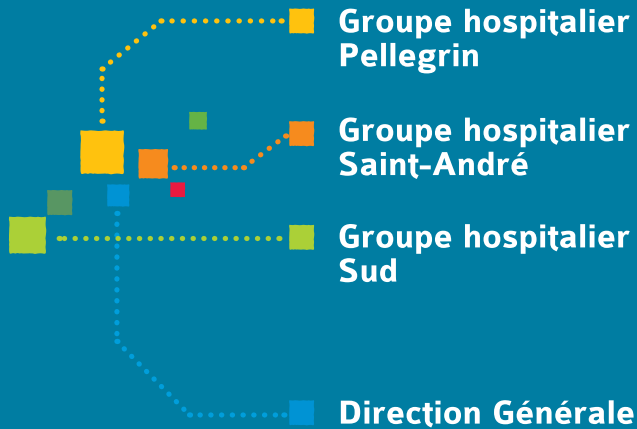 Groupe hospitalier
Pellegrin
Groupe hospitalier
Saint-André
Groupe hospitalier
Sud
Direction Générale